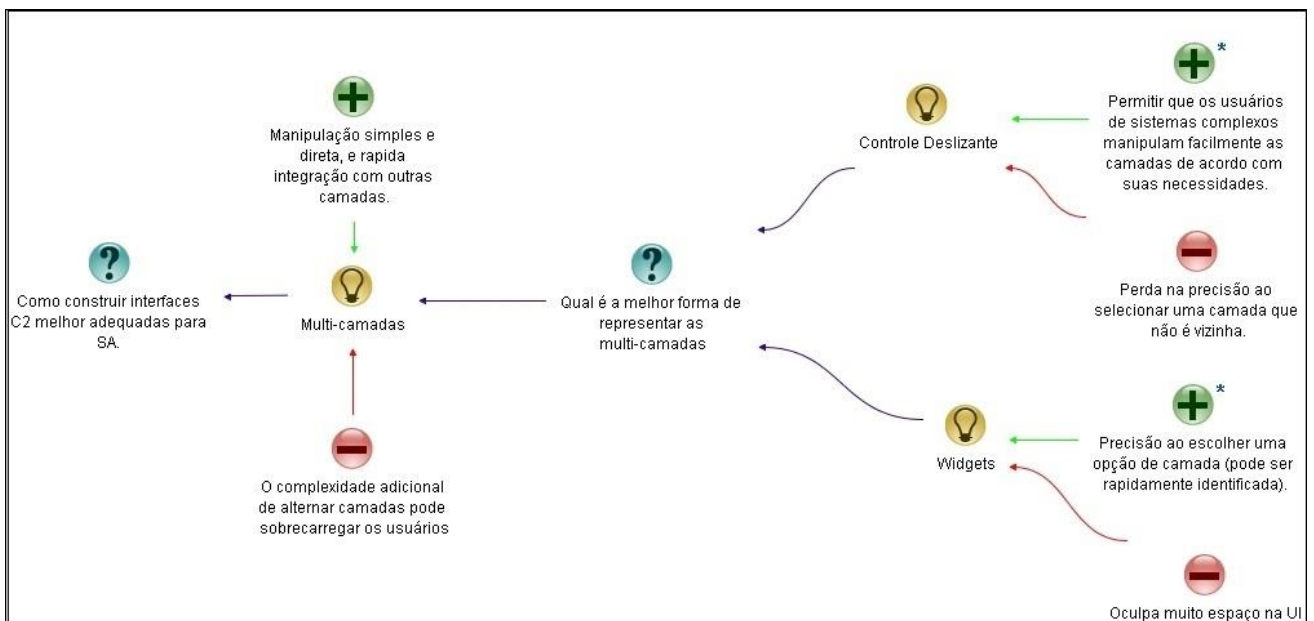 +
Manipulação simples e
direta, e rapida
integração com outras
camadas.
?
Como construir interfaces
C2 melhor adequadas para
SA.
Multi-camadas
−
O complexidade adicional
de alternar camadas pode
sobrecarregar os usuários
?
Qual é a melhor forma de
representar as
multi-camadas
Controle Deslizante
+ *
Permitir que os usuários
de sistemas complexos
manipulam facilmente as
camadas de acordo com
suas necessidades.
−
Perda na precisão ao
selecionar uma camada que
não é vizinha.
Widgets
+ *
Precisão ao escolher uma
opção de camada (pode ser
rapidamente identificada).
−
Oculpa muito espaço na UI